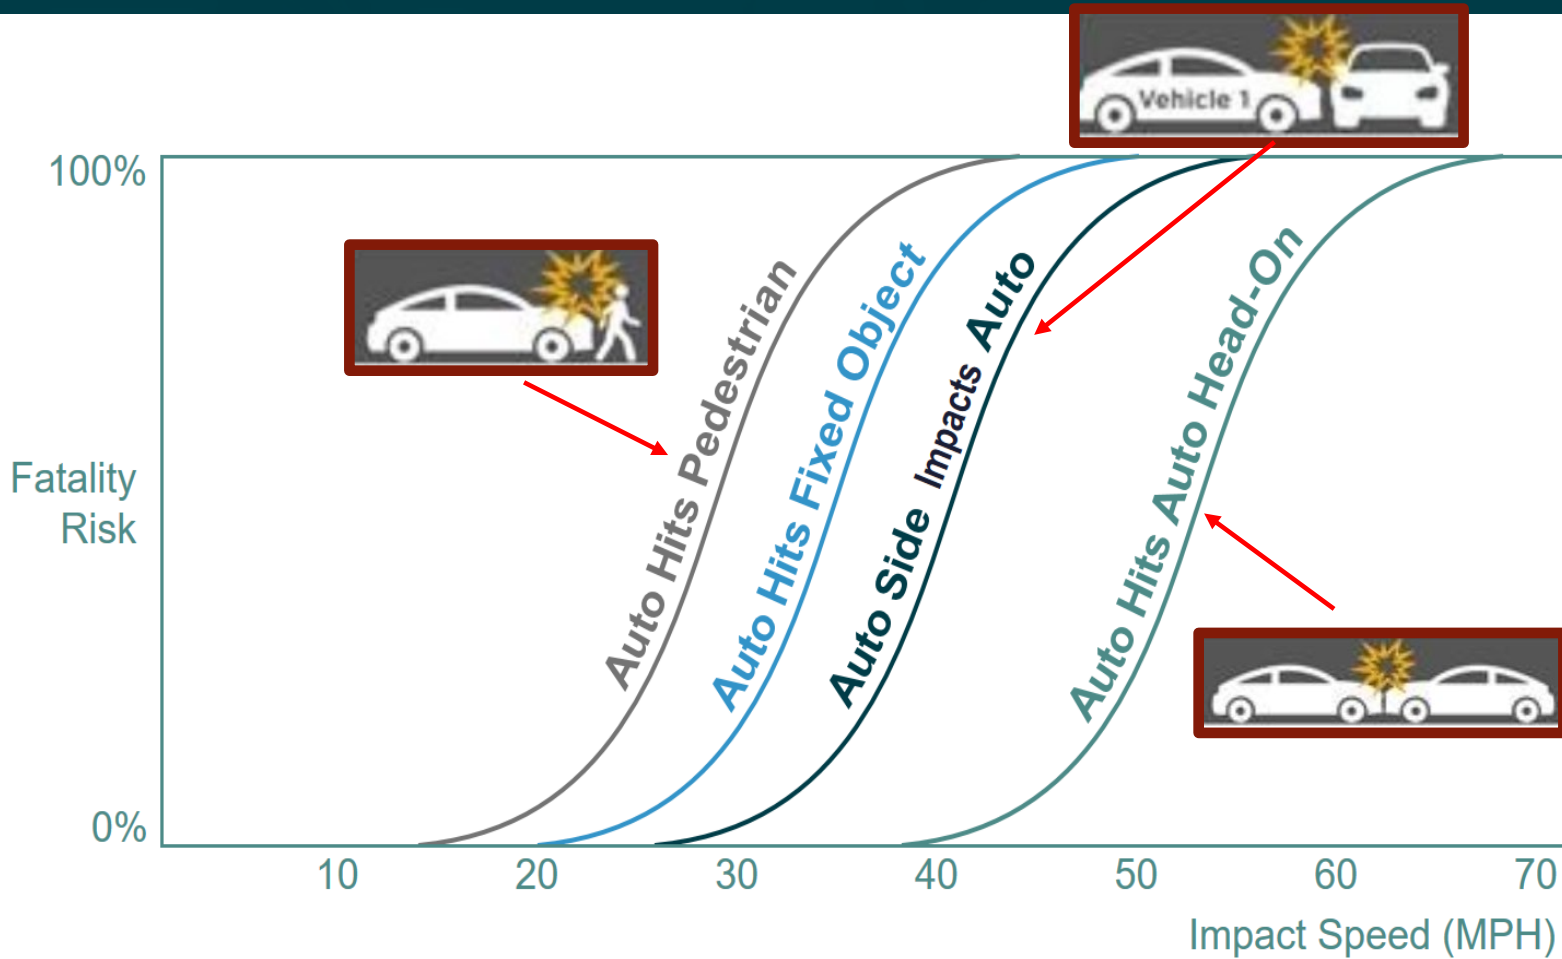 Vehicle 1
100%
Auto Hits Pedestrian
Auto Hits Fixed Object
Auto Side Impacts Auto
Auto Hits Auto Head-On
Fatality
Risk
0%
10 20 30 40 50 60 70
Impact Speed (MPH)